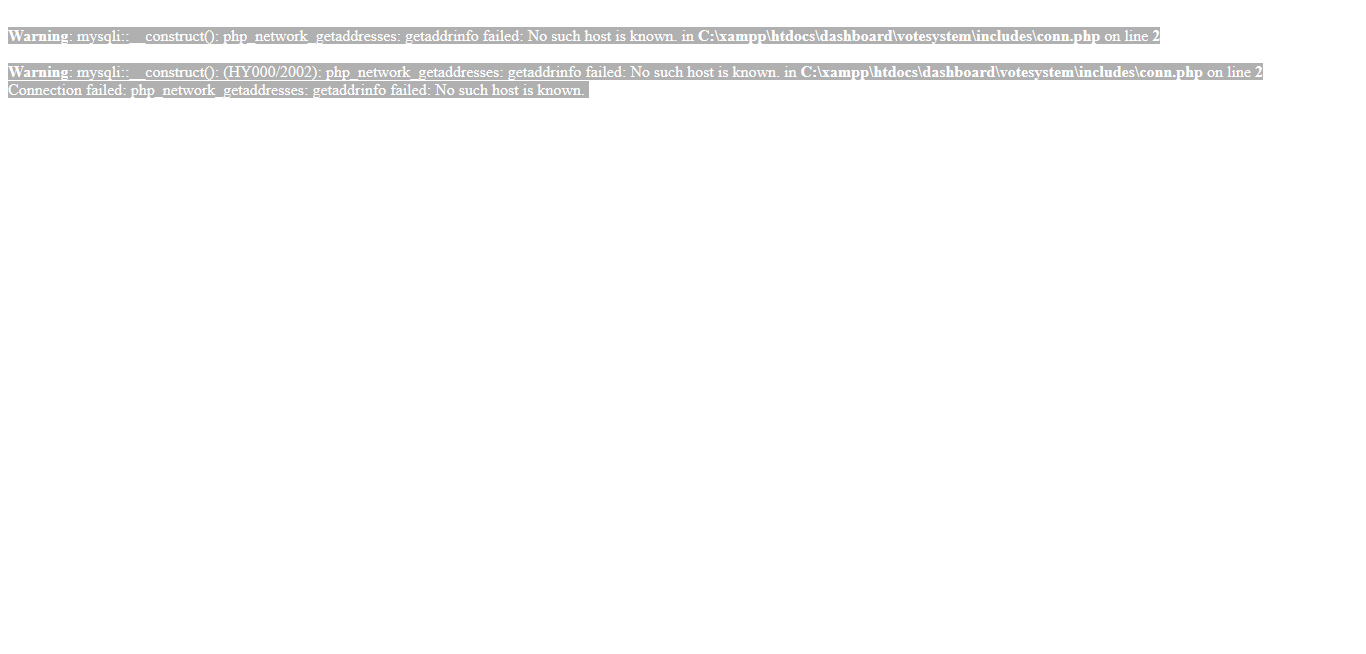 Warning: mysqli::__construct(): php_network_getaddresses: getaddrinfo failed: No such host is known. in C:\xampp\htdocs\dashboard\votesystem\includes\conn.php on line 2
Warning: mysqli::__construct(): (HY000/2002): php_network_getaddresses: getaddrinfo failed: No such host is known. in C:\xampp\htdocs\dashboard\votesystem\includes\conn.php on line 2
Connection failed: php_network_getaddresses: getaddrinfo failed: No such host is known.